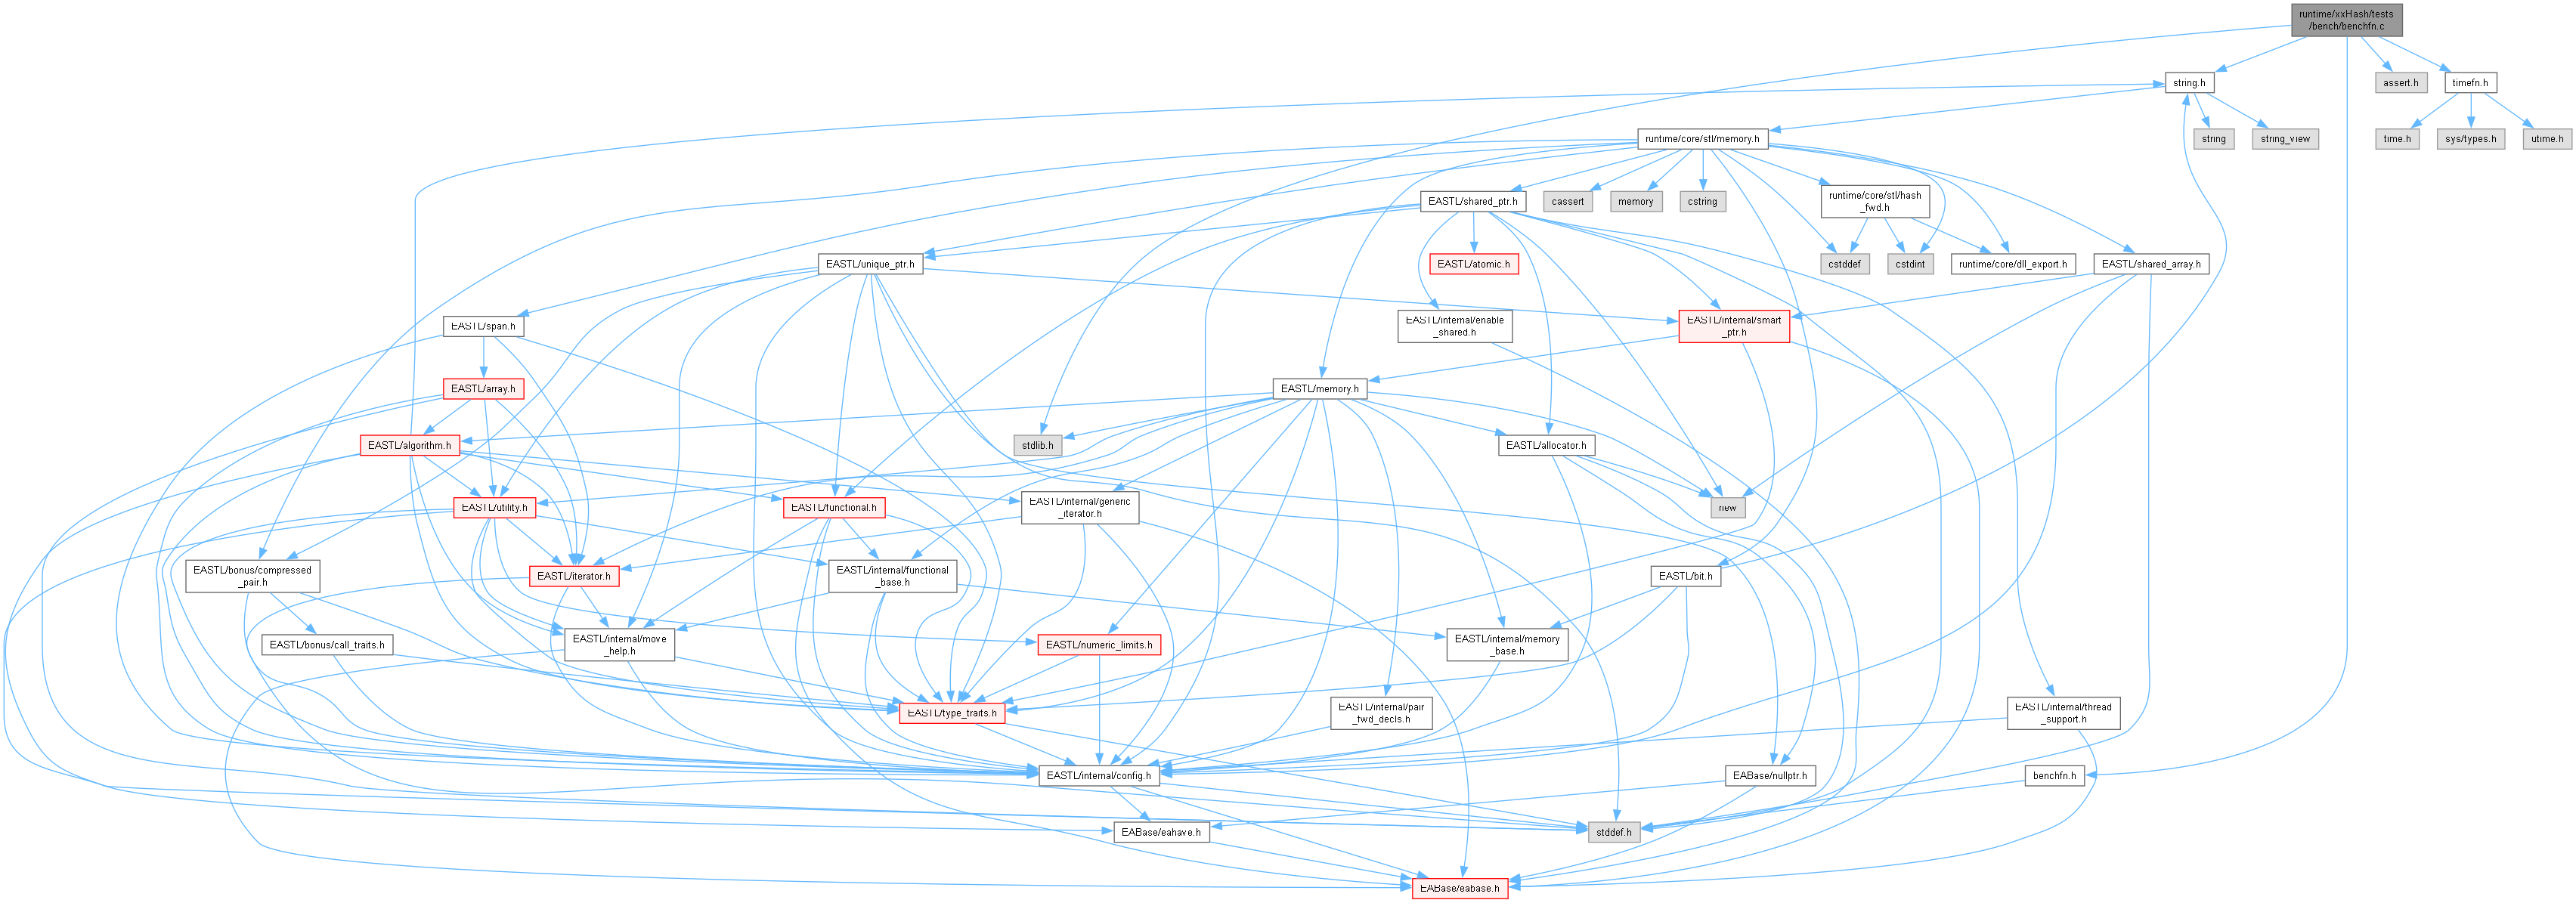 runtime/xxHash/tests
/bench/benchfn.c
string.h
assert.h
timefn.h
runtime/core/stl/memory.h
string
string_view
time.h
sys/types.h
utime.h
EASTL/shared_ptr.h
cassert
memory
cstring
runtime/core/stl/hash
_fwd.h
EASTL/unique_ptr.h
EASTL/atomic.h
cstddef
cstdint
runtime/core/dll_export.h
EASTL/shared_array.h
EASTL/span.h
EASTL/internal/enable
_shared.h
EASTL/internal/smart
_ptr.h
EASTL/array.h
EASTL/memory.h
EASTL/algorithm.h
stdlib.h
EASTL/allocator.h
EASTL/utility.h
EASTL/functional.h
EASTL/internal/generic
_iterator.h
new
EASTL/bonus/compressed
_pair.h
EASTL/iterator.h
EASTL/internal/functional
_base.h
EASTL/bit.h
EASTL/bonus/call_traits.h
EASTL/internal/move
_help.h
EASTL/numeric_limits.h
EASTL/internal/memory
_base.h
EASTL/type_traits.h
EASTL/internal/pair
_fwd_decls.h
EASTL/internal/thread
_support.h
EASTL/internal/config.h
EABase/nullptr.h
benchfn.h
EABase/eahave.h
stddef.h
EABase/eabase.h